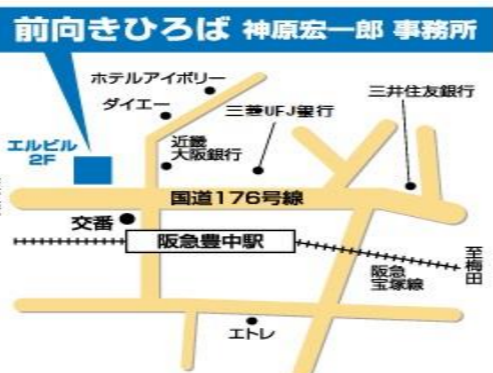 前向きひろば 神原宏一郎 事務所
ホテルアイボリー
ダイエー
三菱UFJ銀行
三井住友銀行
近畿
大阪銀行
エルビル
2F
国道176号線
交番
阪急豊中駅
至梅田
阪急
宝塚線
エトレ